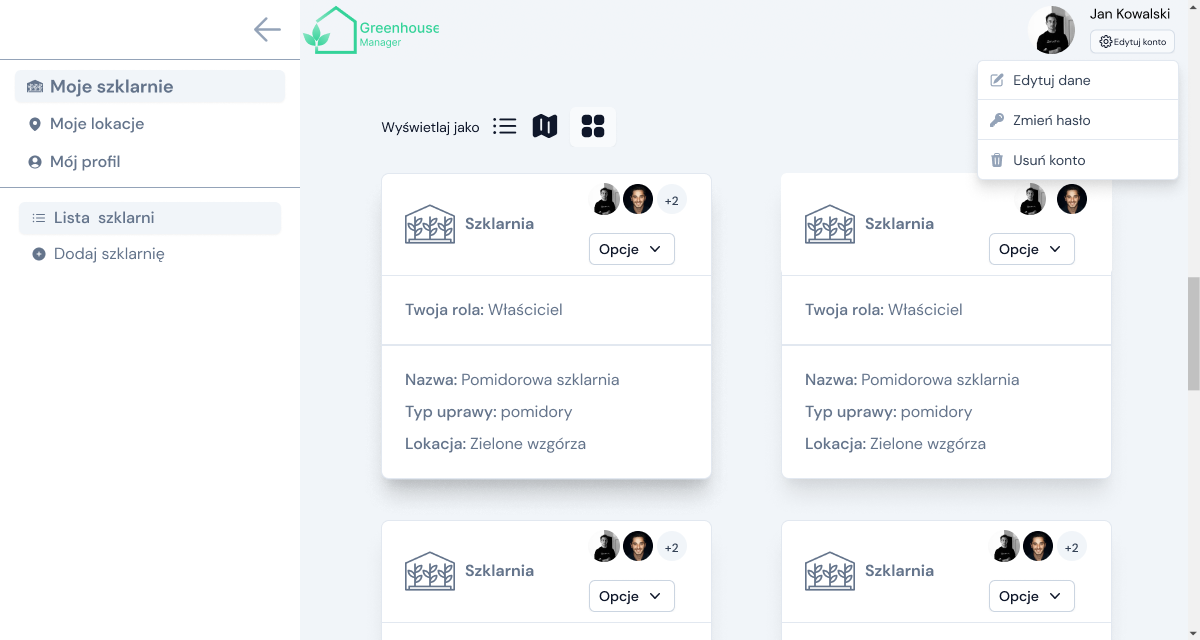 Moje szklarnie
Moje lokacje
Mój profil
Lista szklarni
Dodaj szklarnię
Greenhouse
Manager
Jan Kowalski
Edytuj konto
Edytuj dane
Zmień hasło
Usuń konto
Wyświetlaj jako
Szklarnia
+2
Opcje
Twoja rola: Właściciel
Nazwa: Pomidorowa szklarnia
Typ uprawy: pomidory
Lokacja: Zielone wzgórza
Szklarnia
Opcje
Twoja rola: Właściciel
Nazwa: Pomidorowa szklarnia
Typ uprawy: pomidory
Lokacja: Zielone wzgórza
Szklarnia
+2
Opcje
Szklarnia
+2
Opcje